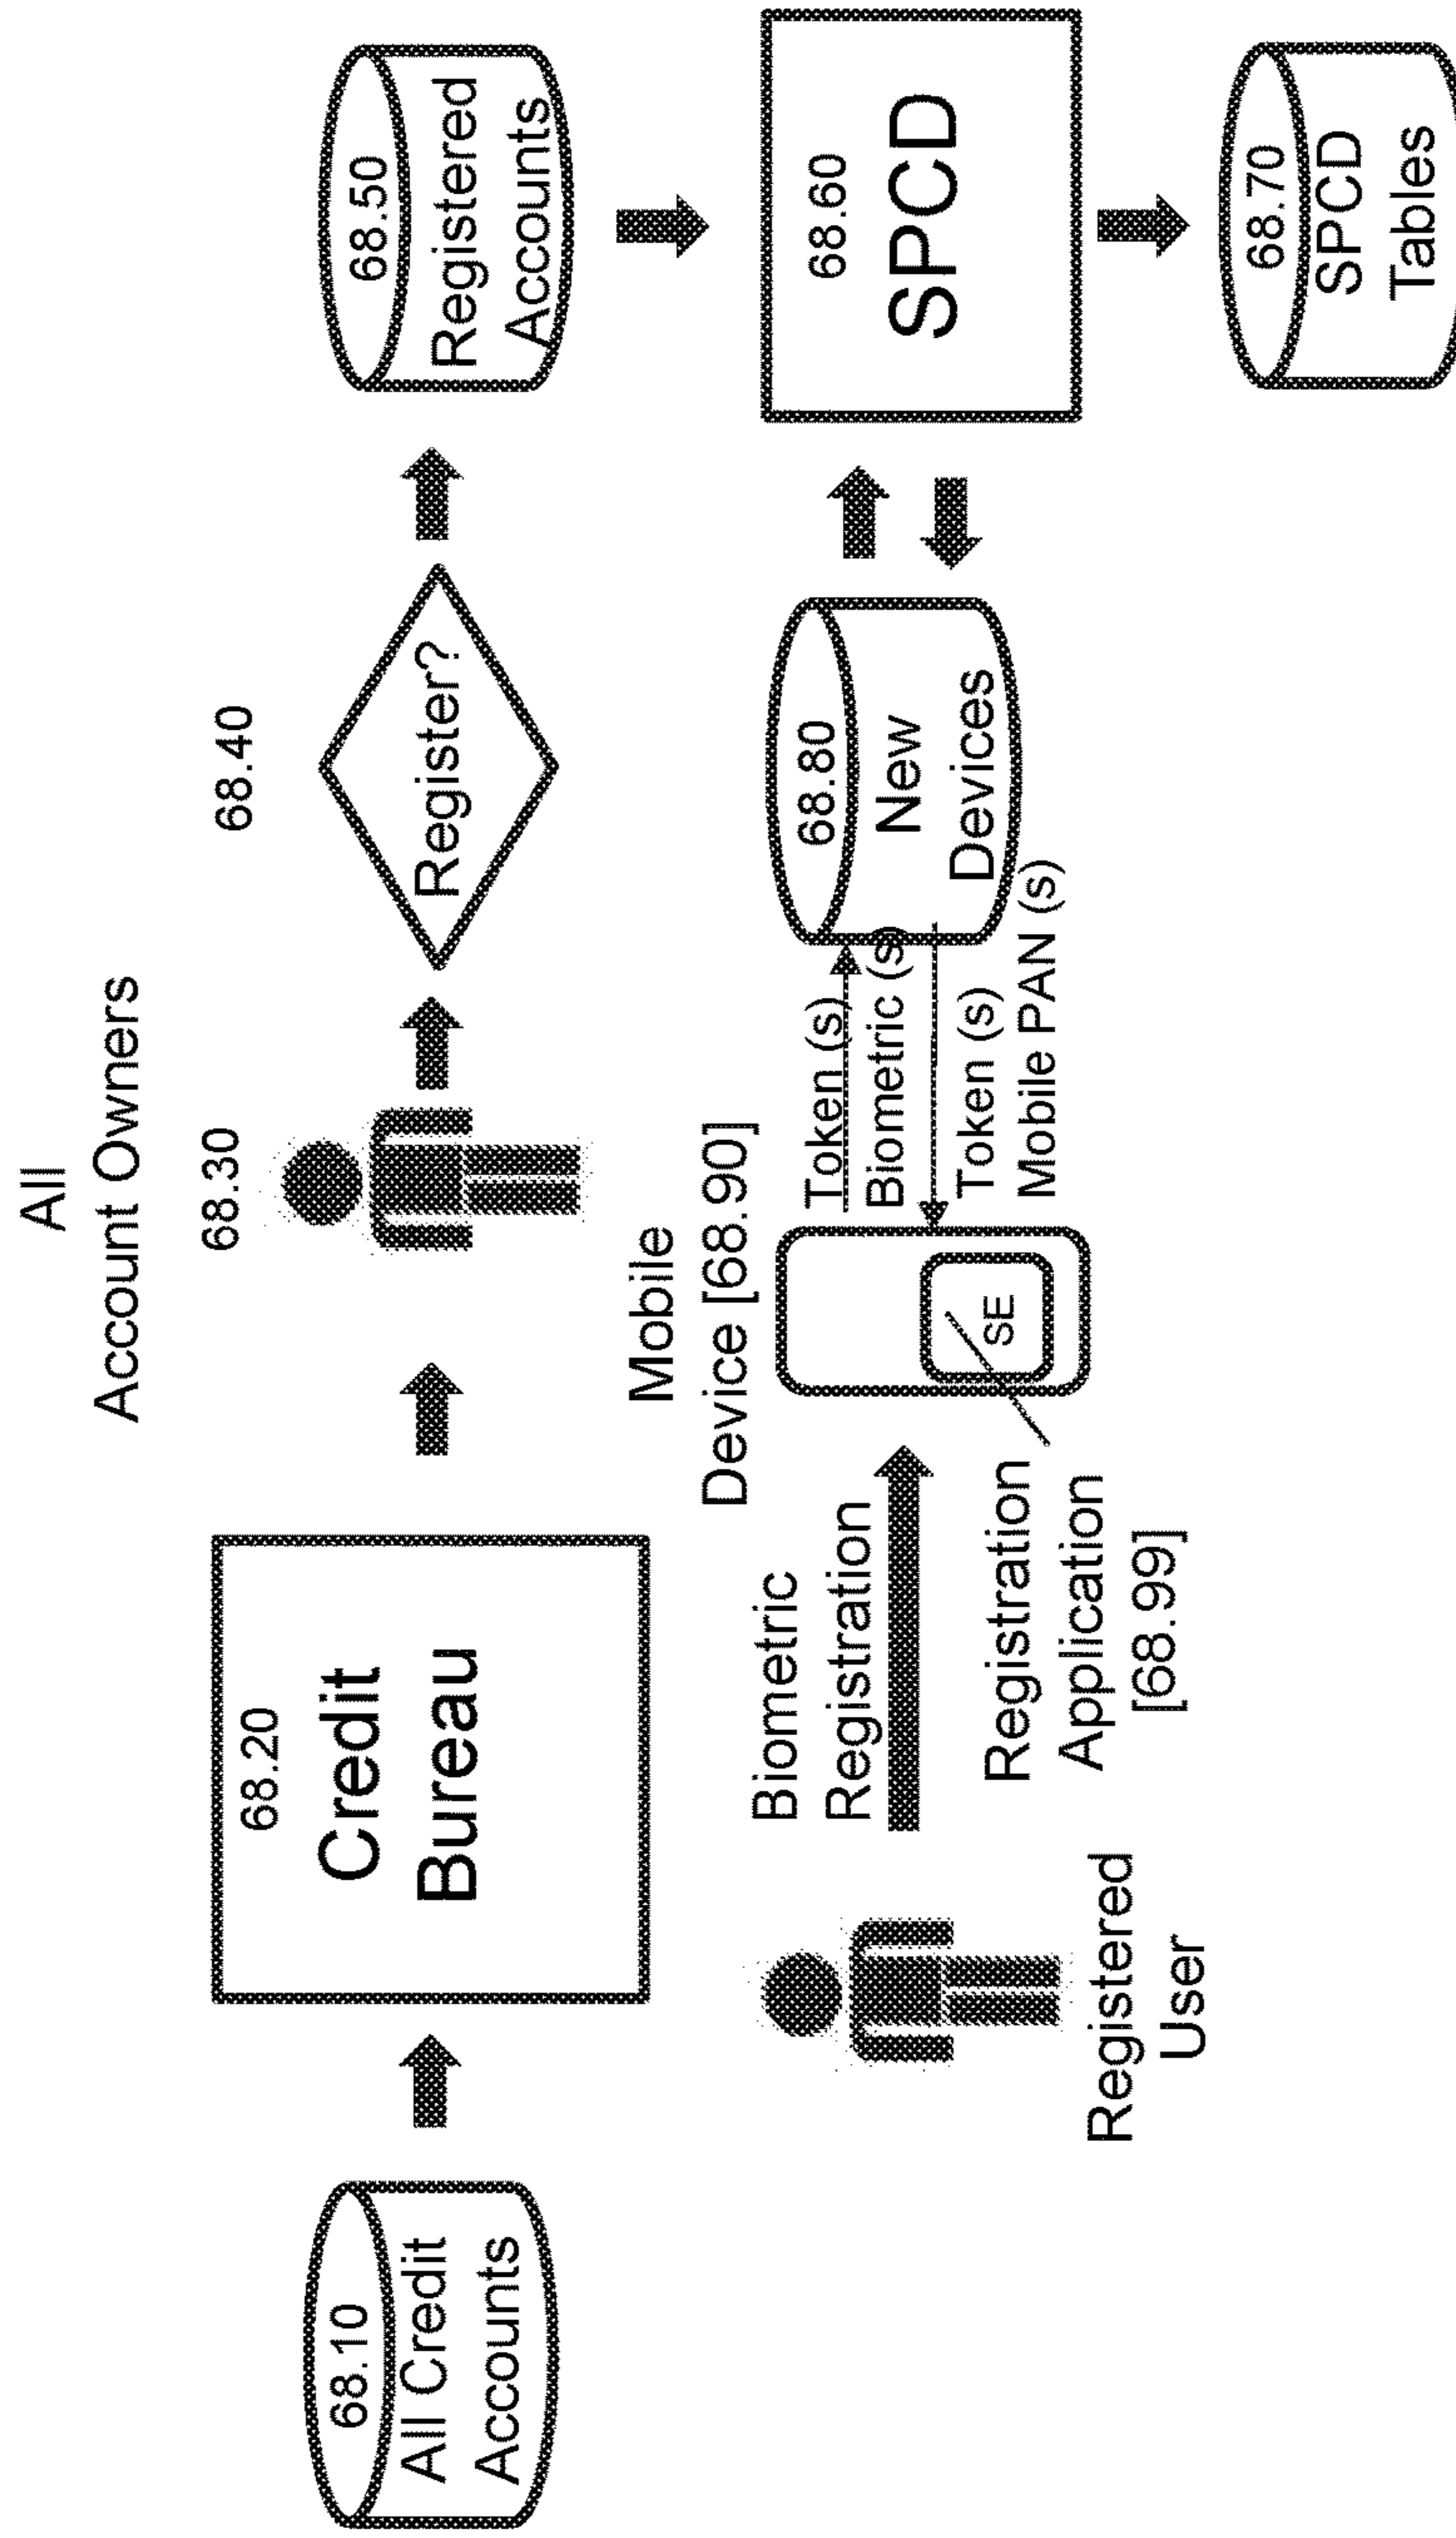 All
Account Owners
68.10
All Credit
Accounts
68.20
Credit
Bureau
68.30
68.40
Register?
68.50
Registered
Accounts
Registered
User
Biometric
Registration
Registration
Application
[68.99]
Mobile
Device [68.90]
SE
Token (s)
Biometric (s)
Token (s)
Mobile PAN (s)
68.80
New
Devices
68.60
SPCD
68.70
SPCD
Tables